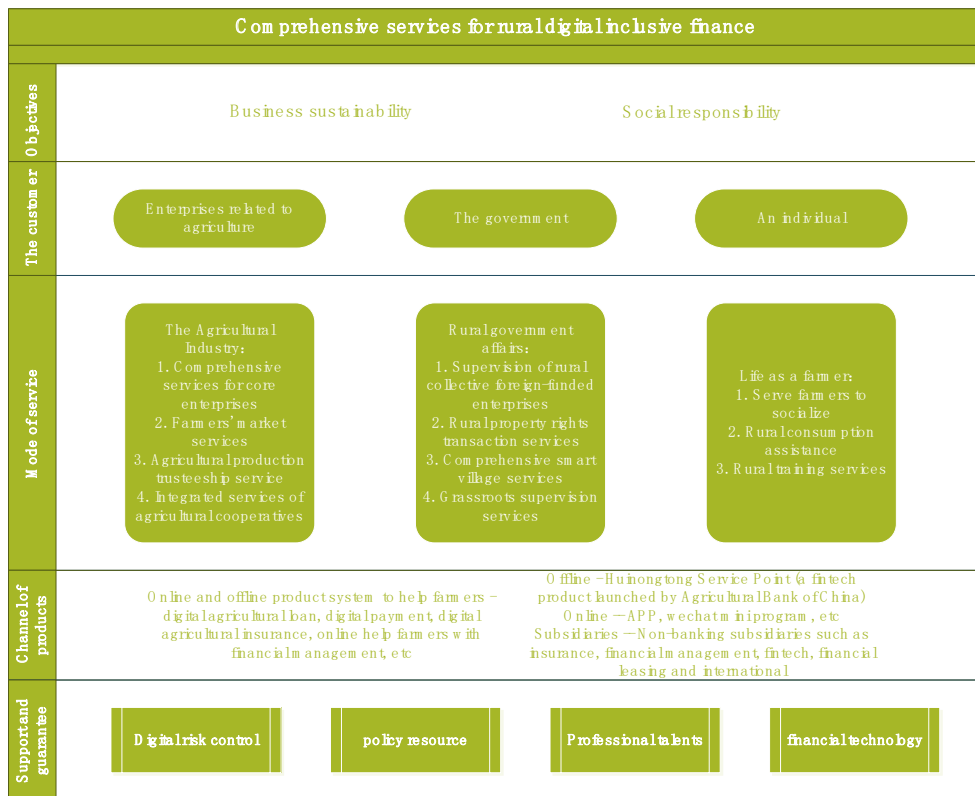 Comprehensive services for rural digital inclusive finance
Objectives
Business sustainability
Social responsibility
The customer
Enterprises related to
agriculture
The government
An individual
Mode of service
The Agricultural
Industry:
1. Comprehensive
services for core
enterprises
2. Farmers' market
services
3. Agricultural production
trusteeship service
4. Integrated services of
agricultural cooperatives
Rural government
affairs:
1. Supervision of rural
collective foreign-funded
enterprises
2. Rural property rights
transaction services
3. Comprehensive smart
village services
4. Grassroots supervision
services
Life as a farmer:
1. Serve farmers to
socialize
2. Rural consumption
assistance
3. Rural training services
Channel of
products
Online and offline product system to help farmers –
digital agricultural loan, digital payment, digital
agricultural insurance, online help farmers with
financial management, etc
Offline – Huinongtong Service Point (a fintech
product launched by Agricultural Bank of China)
Online — APP, wechat mini program, etc
Subsidiaries — Non-banking subsidiaries such as
insurance, financial management, fintech, financial
leasing and international
Support and
guarantee
Digital risk control
policy resource
Professional talents
financial technology